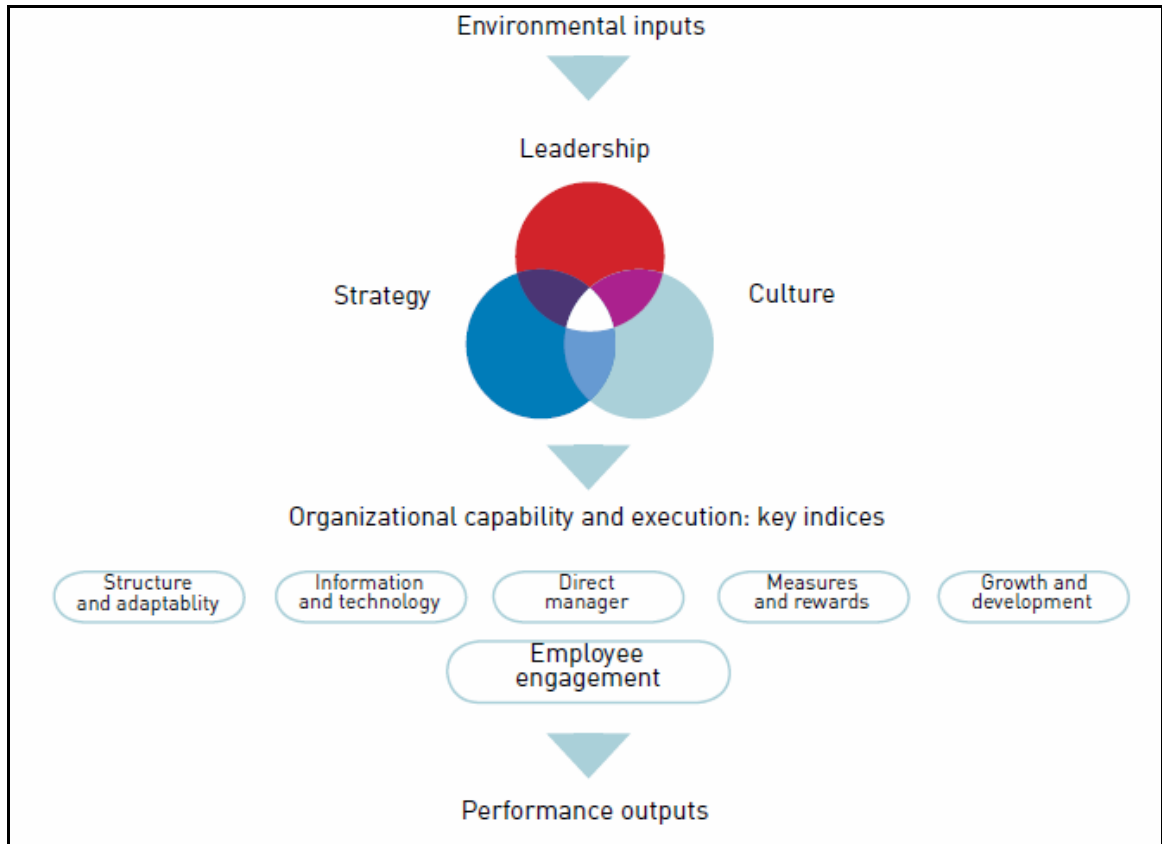 Environmental inputs
Leadership
Strategy
Culture
Organizational capability and execution: key indices
Structure
and adaptablity
Information
and technology
Direct
manager
Measures
and rewards
Growth and
development
Employee
engagement
Performance outputs